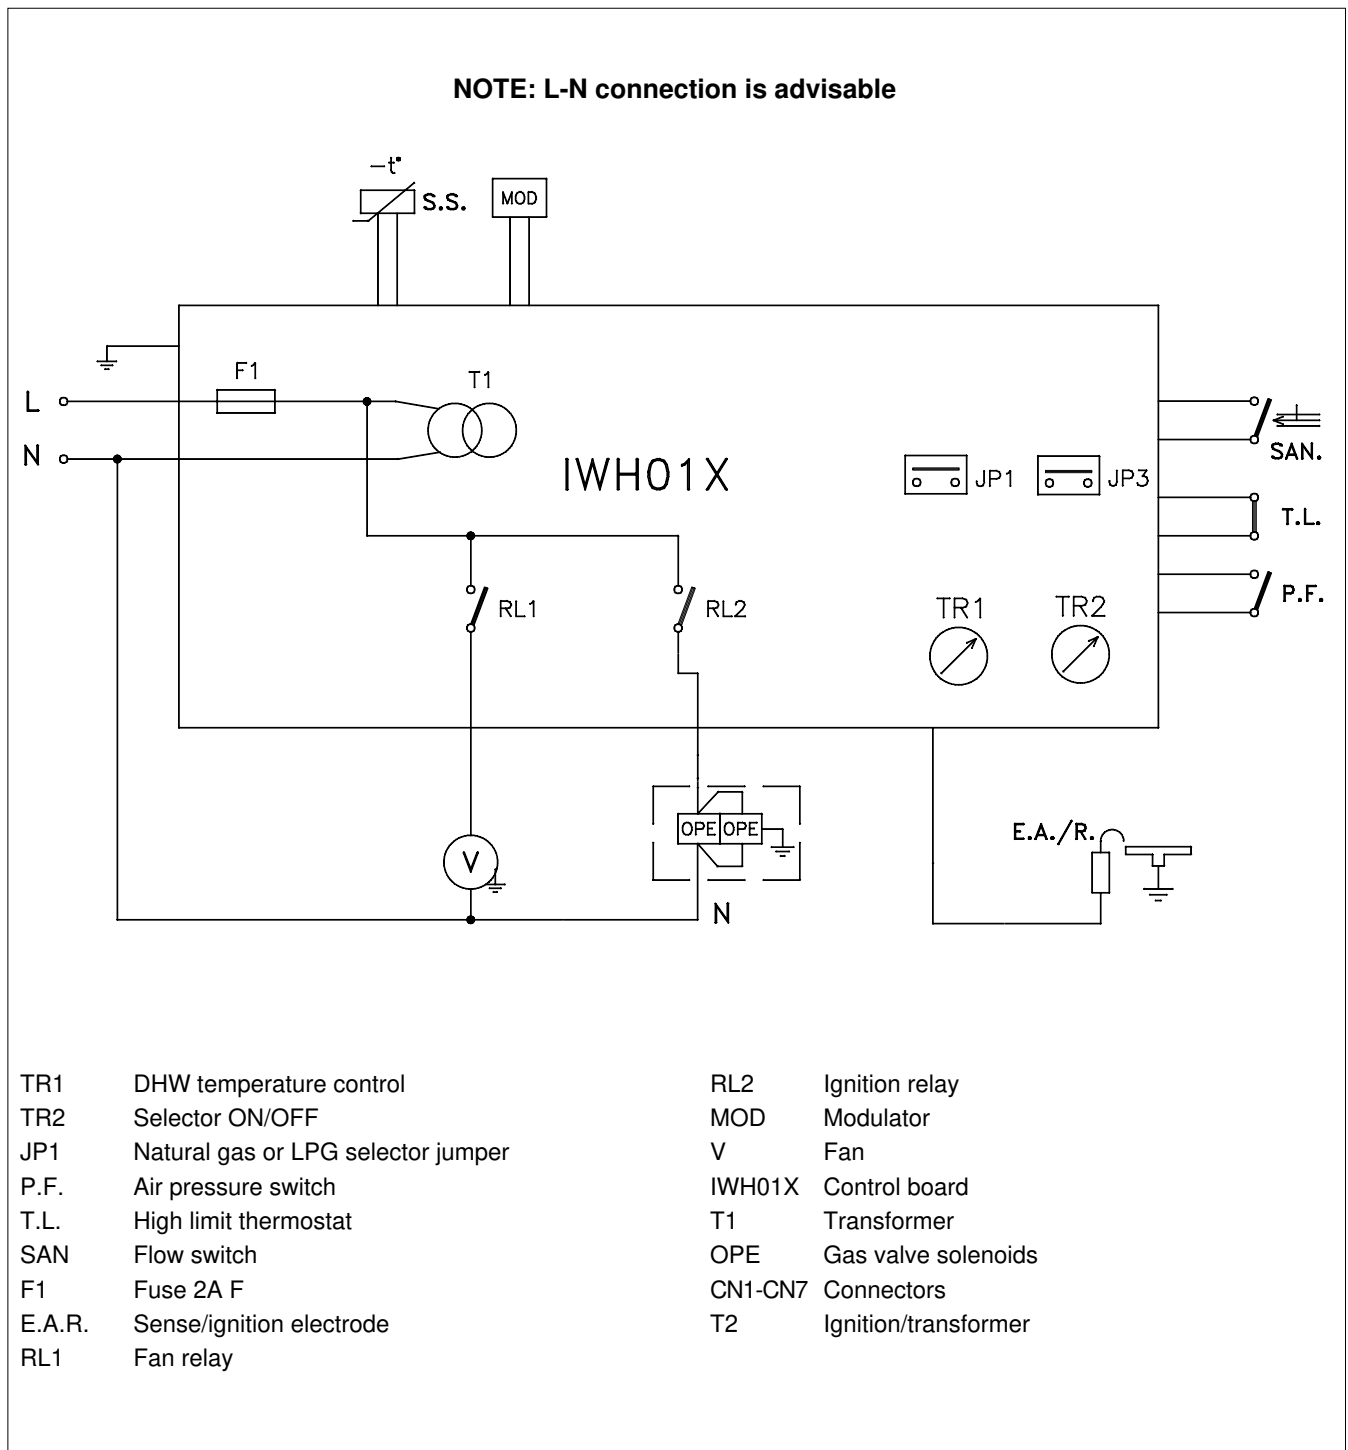 NOTE: L-N connection is advisable
-t°
S.S.
MOD
F1
T1
L
N
IWH01X
JP1
JP3
SAN.
T.L.
P.F.
RL1
RL2
TR1
TR2
V
OPE OPE
N
E.A./R.
TR1 DHW temperature control
TR2 Selector ON/OFF
JP1 Natural gas or LPG selector jumper
P.F. Air pressure switch
T.L. High limit thermostat
SAN Flow switch
F1 Fuse 2A F
E.A.R. Sense/ignition electrode
RL1 Fan relay
RL2 Ignition relay
MOD Modulator
V Fan
IWH01X Control board
T1 Transformer
OPE Gas valve solenoids
CN1-CN7 Connectors
T2 Ignition/transformer